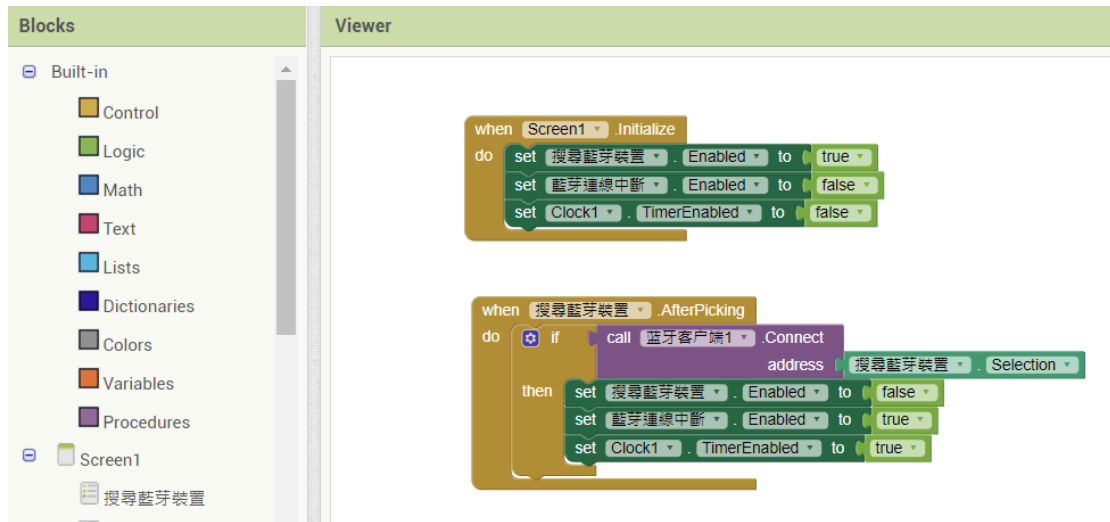 Blocks
Viewer
Built-in
Control
Logic
Math
Text
Lists
Dictionaries
Colors
Variables
Procedures
Screen1
搜尋藍芽裝置
when Screen1 .Initialize
do set 搜尋藍芽裝置 . Enabled to true
set 藍芽連線中斷 . Enabled to false
set Clock1 . TimerEnabled to false
when 搜尋藍芽裝置 .AfterPicking
do if call 蓝牙客户端1 .Connect
address 搜尋藍芽裝置 . Selection
then set 搜尋藍芽裝置 . Enabled to false
set 藍芽連線中斷 . Enabled to true
set Clock1 . TimerEnabled to true